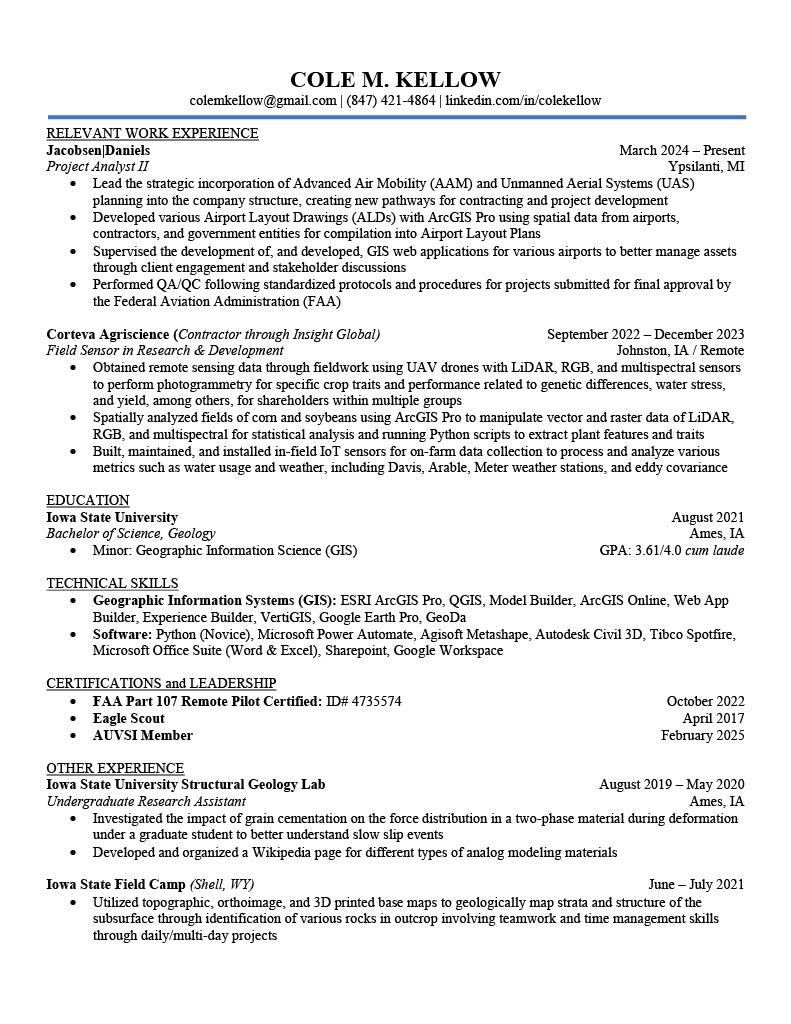 COLE M. KELLOW
colemkellow@gmail.com | (847) 421-4864 | linkedin.com/in/colekellow
RELEVANT WORK EXPERIENCE
Jacobsen|Daniels March 2024 – Present
Project Analyst II Ypsilanti, MI
• Lead the strategic incorporation of Advanced Air Mobility (AAM) and Unmanned Aerial Systems (UAS)
planning into the company structure, creating new pathways for contracting and project development
• Developed various Airport Layout Drawings (ALDs) with ArcGIS Pro using spatial data from airports,
contractors, and government entities for compilation into Airport Layout Plans
• Supervised the development of, and developed, GIS web applications for various airports to better manage assets
through client engagement and stakeholder discussions
• Performed QA/QC following standardized protocols and procedures for projects submitted for final approval by
the Federal Aviation Administration (FAA)
Corteva Agriscience (Contractor through Insight Global) September 2022 – December 2023
Field Sensor in Research & Development Johnston, IA / Remote
• Obtained remote sensing data through fieldwork using UAV drones with LiDAR, RGB, and multispectral sensors
to perform photogrammetry for specific crop traits and performance related to genetic differences, water stress,
and yield, among others, for shareholders within multiple groups
• Spatially analyzed fields of corn and soybeans using ArcGIS Pro to manipulate vector and raster data of LiDAR,
RGB, and multispectral for statistical analysis and running Python scripts to extract plant features and traits
• Built, maintained, and installed in-field IoT sensors for on-farm data collection to process and analyze various
metrics such as water usage and weather, including Davis, Arable, Meter weather stations, and eddy covariance
EDUCATION
Iowa State University August 2021
Bachelor of Science, Geology Ames, IA
• Minor: Geographic Information Science (GIS) GPA: 3.61/4.0 cum laude
TECHNICAL SKILLS
• Geographic Information Systems (GIS): ESRI ArcGIS Pro, QGIS, Model Builder, ArcGIS Online, Web App
Builder, Experience Builder, VertiGIS, Google Earth Pro, GeoDa
• Software: Python (Novice), Microsoft Power Automate, Agisoft Metashape, Autodesk Civil 3D, Tibco Spotfire,
Microsoft Office Suite (Word & Excel), Sharepoint, Google Workspace
CERTIFICATIONS and LEADERSHIP
• FAA Part 107 Remote Pilot Certified: ID# 4735574 October 2022
• Eagle Scout April 2017
• AUVSI Member February 2025
OTHER EXPERIENCE
Iowa State University Structural Geology Lab August 2019 – May 2020
Undergraduate Research Assistant Ames, IA
• Investigated the impact of grain cementation on the force distribution in a two-phase material during deformation
under a graduate student to better understand slow slip events
• Developed and organized a Wikipedia page for different types of analog modeling materials
Iowa State Field Camp (Shell, WY) June – July 2021
• Utilized topographic, orthoimage, and 3D printed base maps to geologically map strata and structure of the
subsurface through identification of various rocks in outcrop involving teamwork and time management skills
through daily/multi-day projects